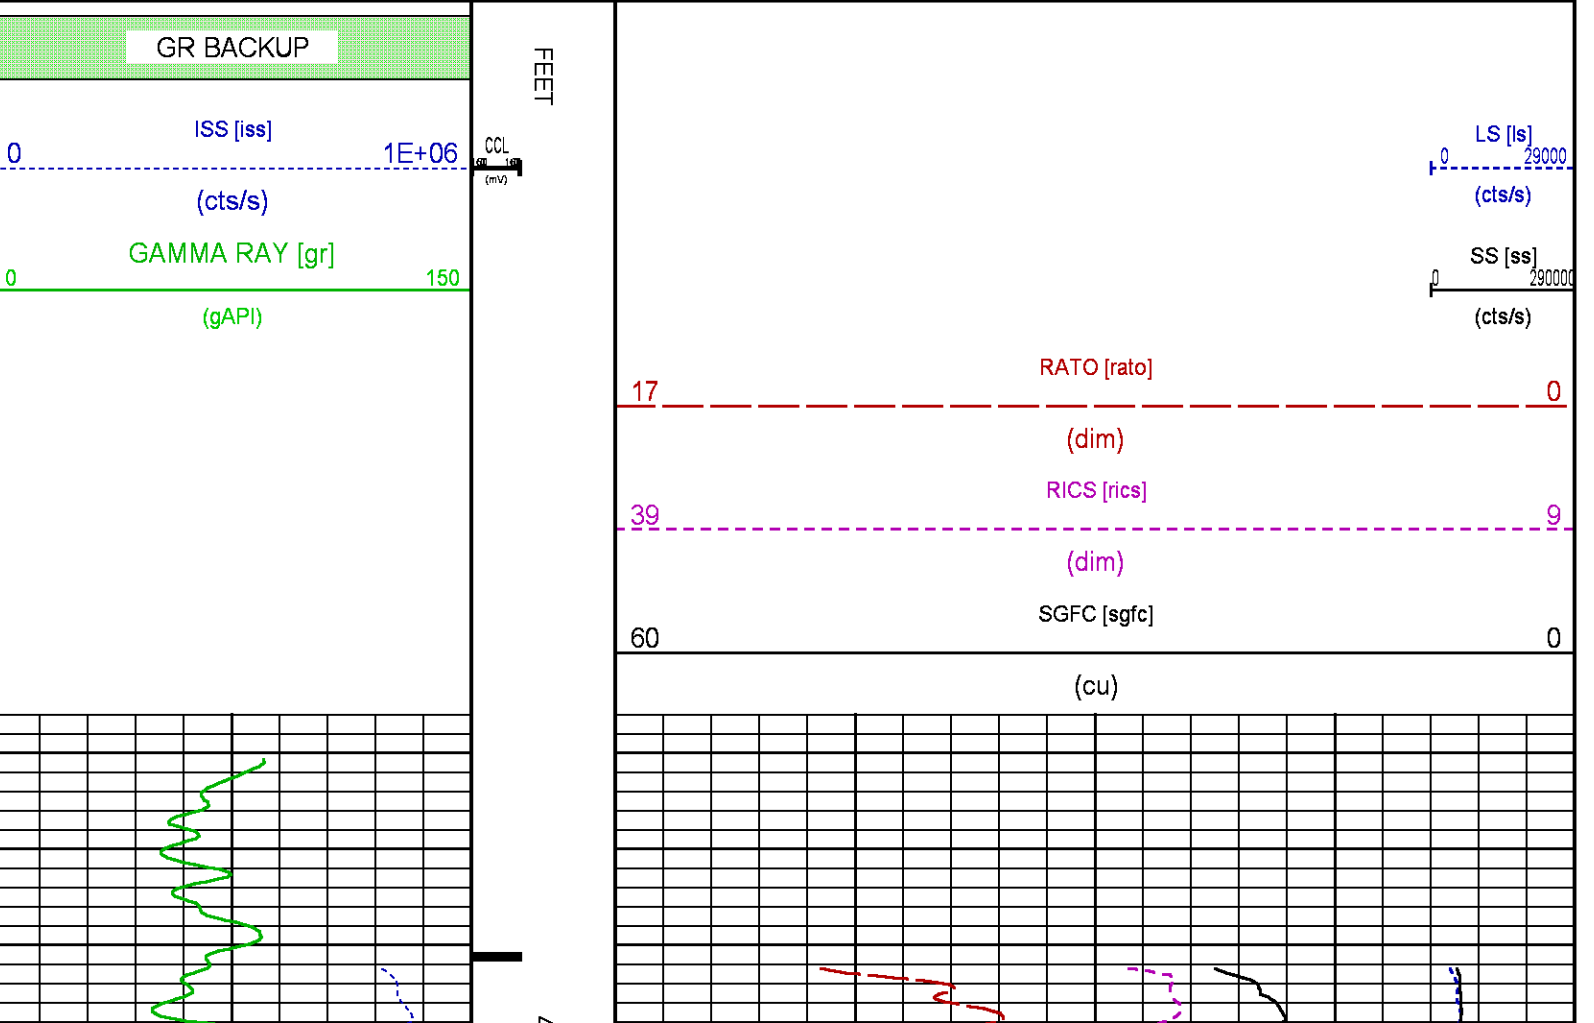 GR BACKUP
ISS [iss]
0 1E+06
(cts/s)
GAMMA RAY [gr]
0 150
(gAPI)
FEET
CCL
(mV)
LS [ls]
0 29000
(cts/s)
SS [ss]
0 290000
(cts/s)
RATO [rato]
17 0
(dim)
RICS [rics]
39 9
(dim)
SGFC [sgfc]
60 0
(cu)